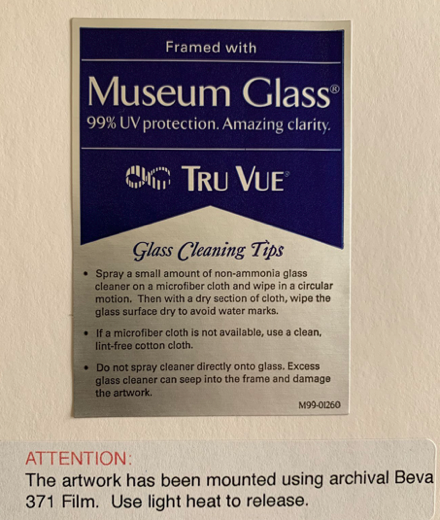 Framed with
Museum Glass®
99% UV protection. Amazing clarity.
TRU VUE®
Glass Cleaning Tips
• Spray a small amount of non-ammonia glass
cleaner on a microfiber cloth and wipe in a circular
motion. Then with a dry section of cloth, wipe the
glass surface dry to avoid water marks.
• If a microfiber cloth is not available, use a clean,
lint-free cotton cloth.
• Do not spray cleaner directly onto glass. Excess
glass cleaner can seep into the frame and damage
the artwork.
M99-01260
ATTENTION:
The artwork has been mounted using archival Beva
371 Film. Use light heat to release.